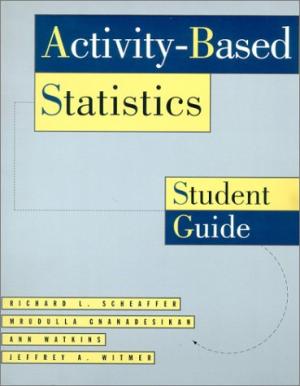 Activity-Based
Statistics
Student
Guide
RICHARD L. SCHEAFFER
MRUDULLA GNANADESIKAN
ANN WATKINS
JEFFREY A. WITMER